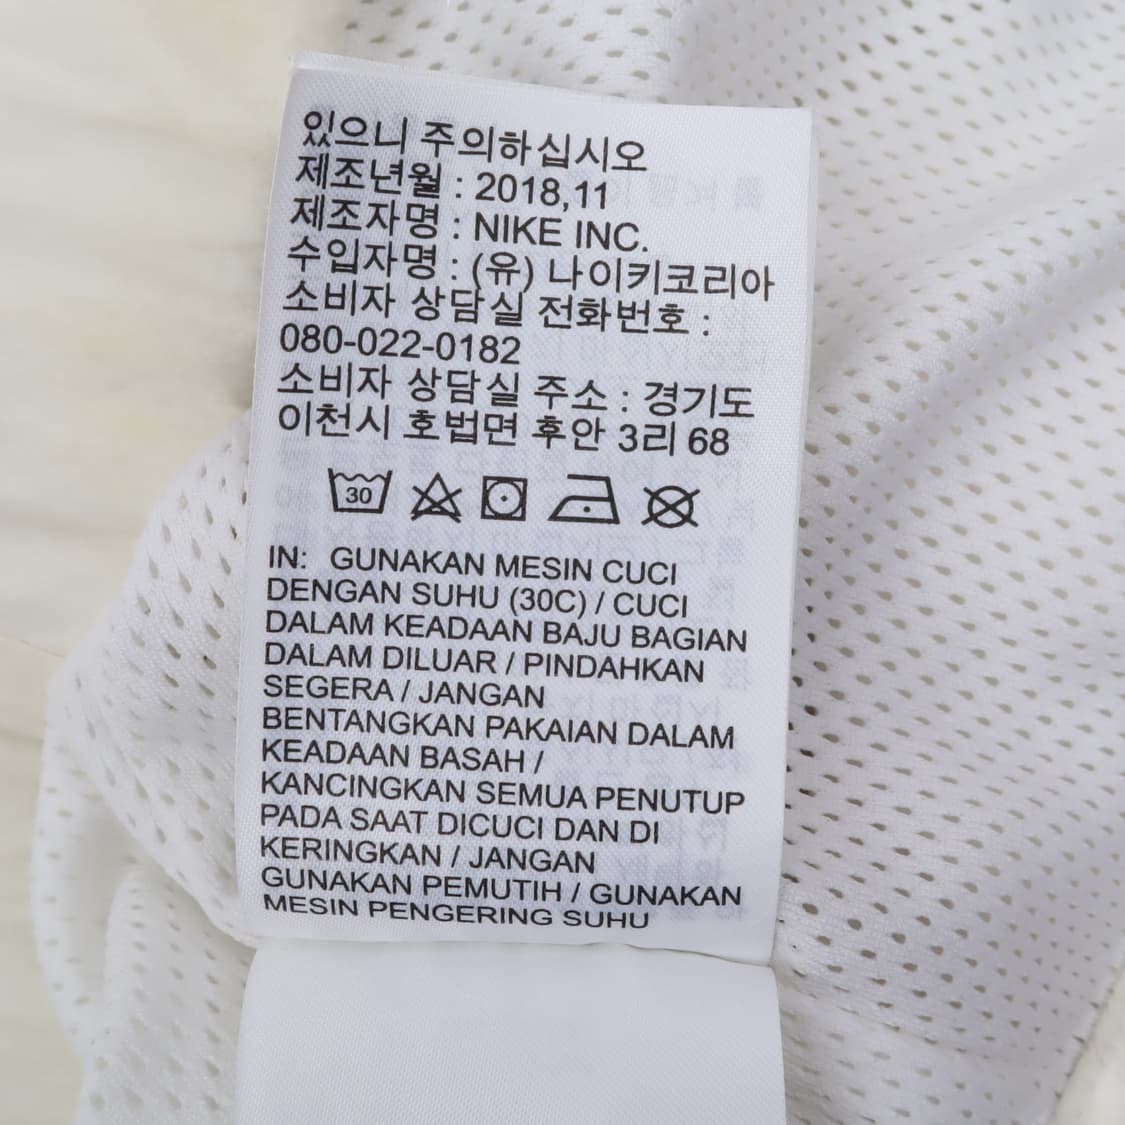 있으니 주의하십시오
제조년월 : 2018,11
제조자명 : NIKE INC.
수입자명 : (유) 나이키코리아
소비자 상담실 전화번호 :
080-022-0182
소비자 상담실 주소 : 경기도
이천시 호법면 후안 3리 68
30
IN: GUNAKAN MESIN CUCI
DENGAN SUHU (30C) / CUCI
DALAM KEADAAN BAJU BAGIAN
DALAM DILUAR / PINDAHKAN
SEGERA / JANGAN
BENTANGKAN PAKAIAN DALAM
KEADAAN BASAH /
KANCINGKAN SEMUA PENUTUP
PADA SAAT DICUCI DAN DI
KERINGKAN / JANGAN
GUNAKAN PEMUTIH / GUNAKAN
MESIN PENGERING SUHU